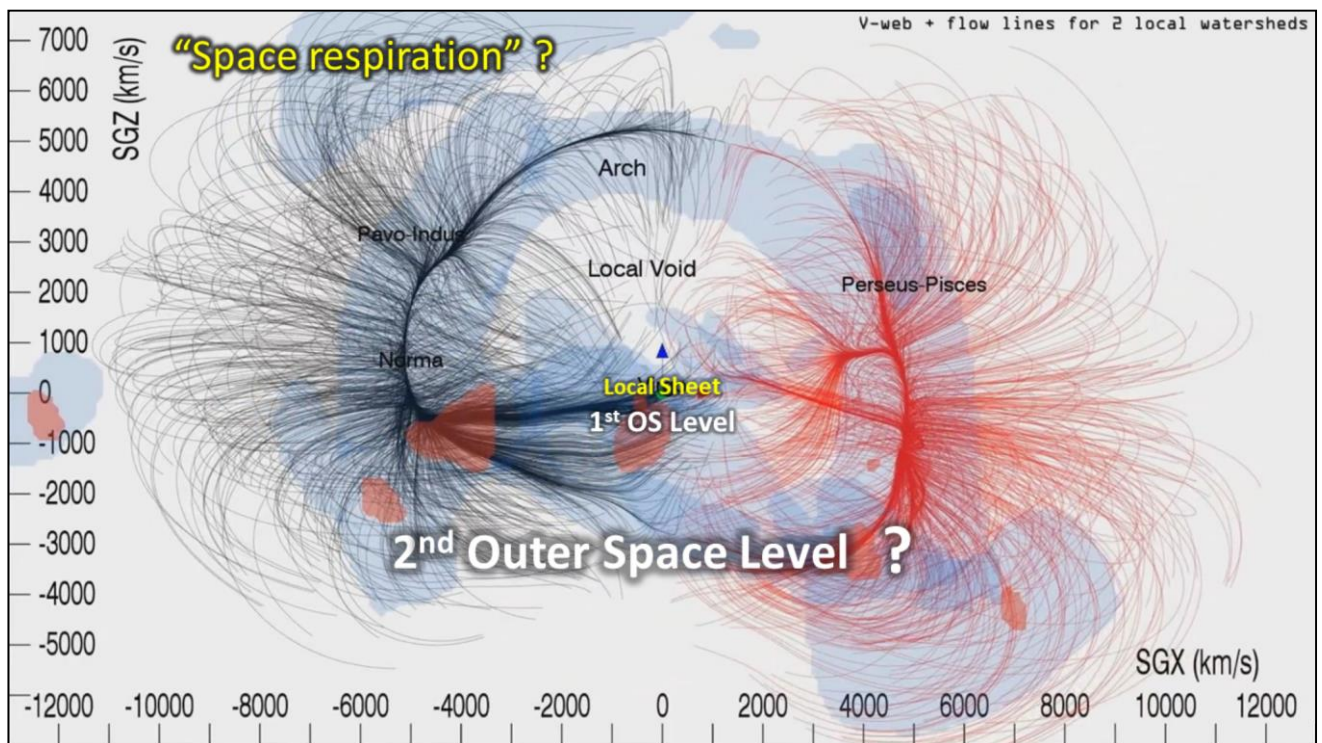 V-web + flow lines for 2 local watersheds
“Space respiration” ?
SGZ (km/s)
7000
6000
5000
4000
3000
2000
1000
0
-1000
-2000
-3000
-4000
-5000
Arch
Pavo-Indus
Local Void
Perseus-Pisces
Norma
Local Sheet
1st OS Level
2nd Outer Space Level ?
SGX (km/s)
-12000 -10000 -8000 -6000 -4000 -2000 0 2000 4000 6000 8000 10000 12000